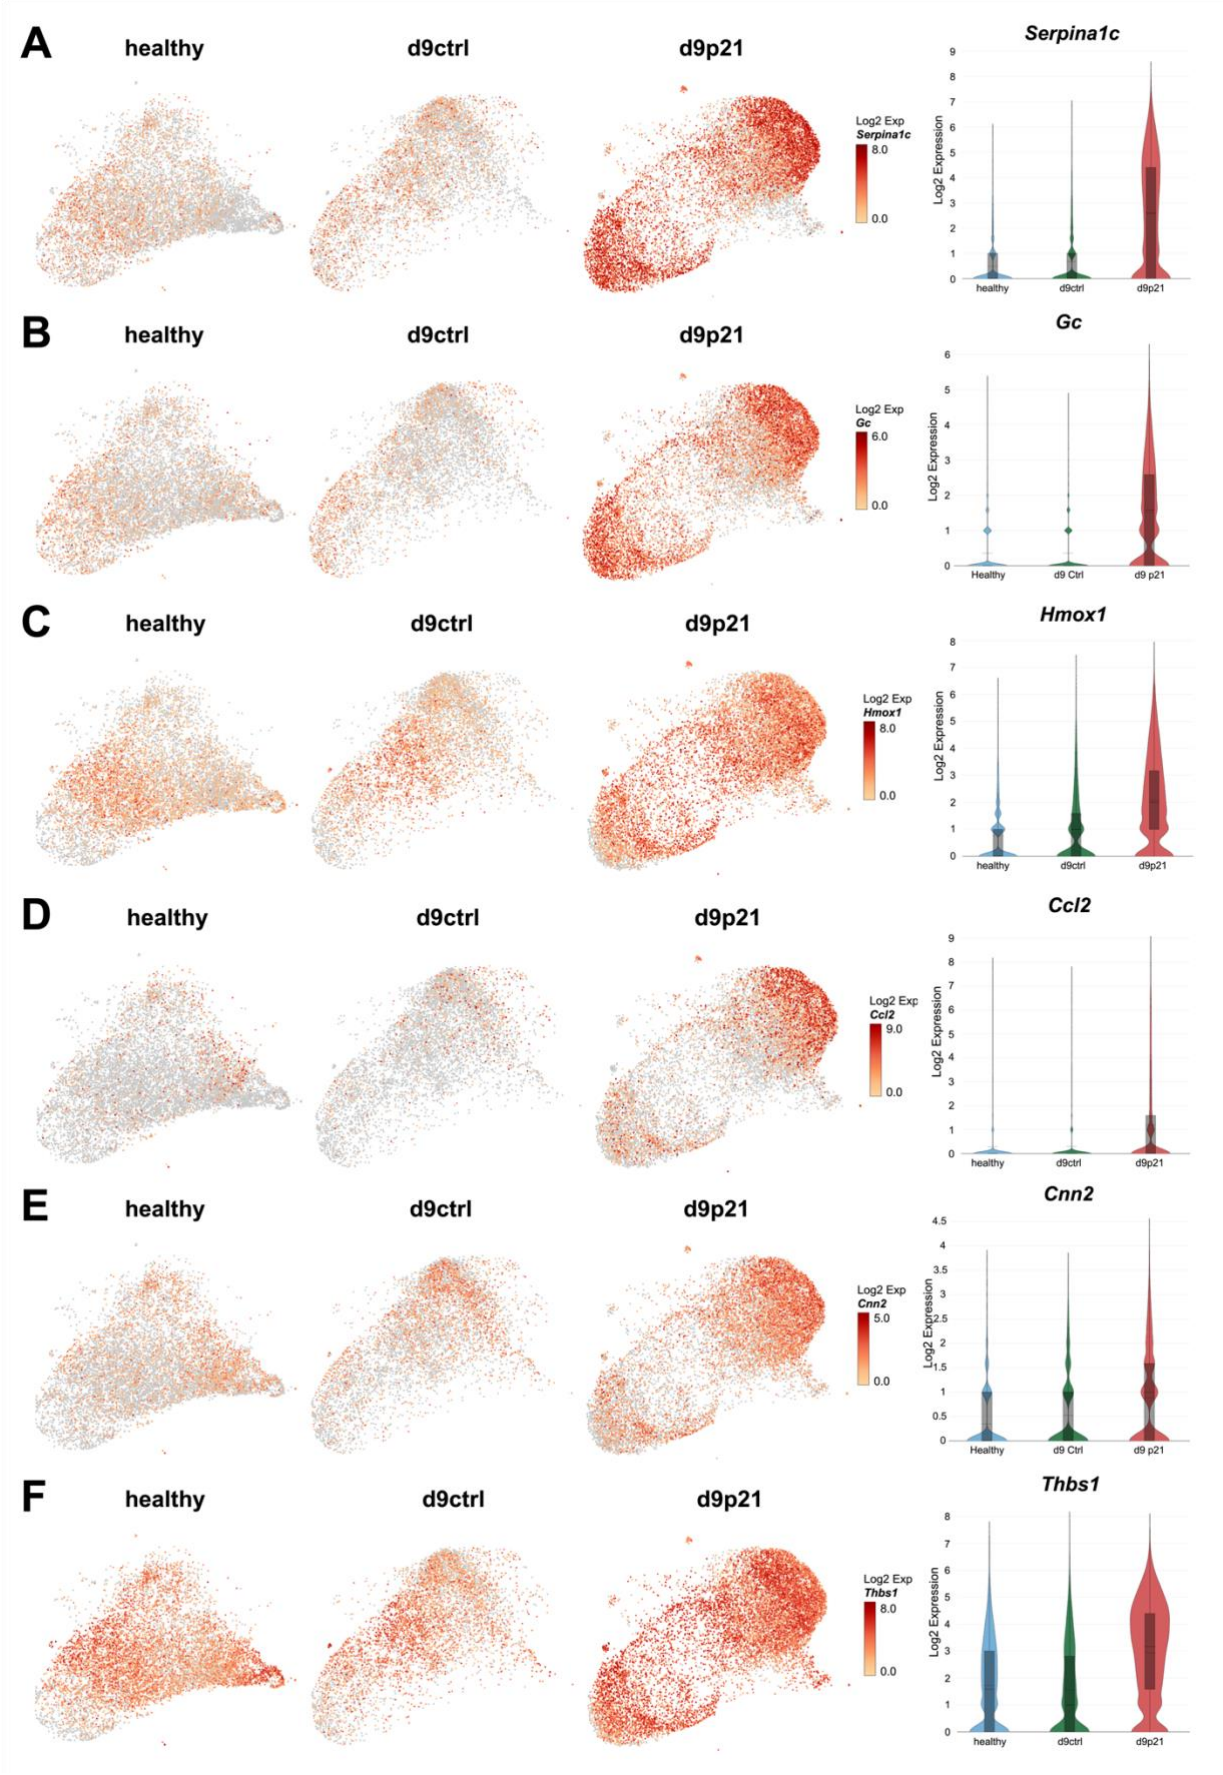 A
healthy
d9ctrl
d9p21
Log2 Exp
Serpina1c
8.0
0.0
Serpina1c
Log2 Expression
9
8
7
6
5
4
3
2
1
0
healthy
d9ctrl
d9p21
B
healthy
d9ctrl
d9p21
Log2 Exp
Gc
6.0
0.0
Gc
Log2 Expression
6
5
4
3
2
1
0
Healthy
d9 Ctrl
d9 p21
C
healthy
d9ctrl
d9p21
Log2 Exp
Hmox1
8.0
0.0
Hmox1
Log2 Expression
8
7
6
5
4
3
2
1
0
healthy
d9ctrl
d9p21
D
healthy
d9ctrl
d9p21
Log2 Exp
Ccl2
9.0
0.0
Ccl2
Log2 Expression
9
8
7
6
5
4
3
2
1
0
healthy
d9ctrl
d9p21
E
healthy
d9ctrl
d9p21
Log2 Exp
Cnn2
5.0
0.0
Cnn2
Log2 Expression
4.5
4
3.5
3
2.5
2
1.5
1
0.5
0
Healthy
d9 Ctrl
d9 p21
F
healthy
d9ctrl
d9p21
Log2 Exp
Thbs1
8.0
0.0
Thbs1
Log2 Expression
8
7
6
5
4
3
2
1
0
healthy
d9ctrl
d9p21